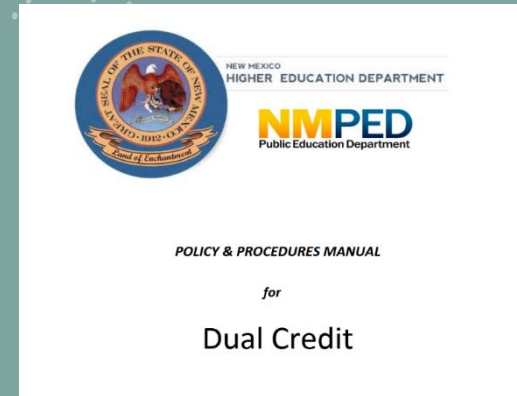 GREAT SEAL OF THE STATE OF NEW MEXICO
·1912·
Land of Enchantment
NEW MEXICO
HIGHER EDUCATION DEPARTMENT
NMPED
Public Education Department
POLICY & PROCEDURES MANUAL
for
Dual Credit